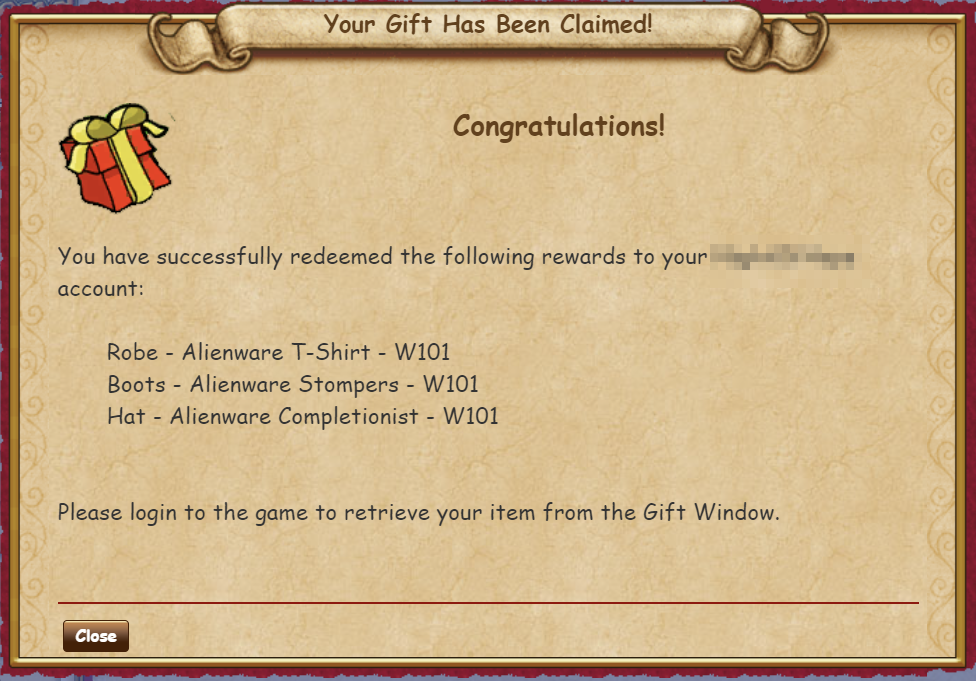 Your Gift Has Been Claimed!
Congratulations!
You have successfully redeemed the following rewards to your
account:
Robe - Alienware T-Shirt - W101
Boots - Alienware Stompers - W101
Hat - Alienware Completionist - W101
Please login to the game to retrieve your item from the Gift Window.
Close